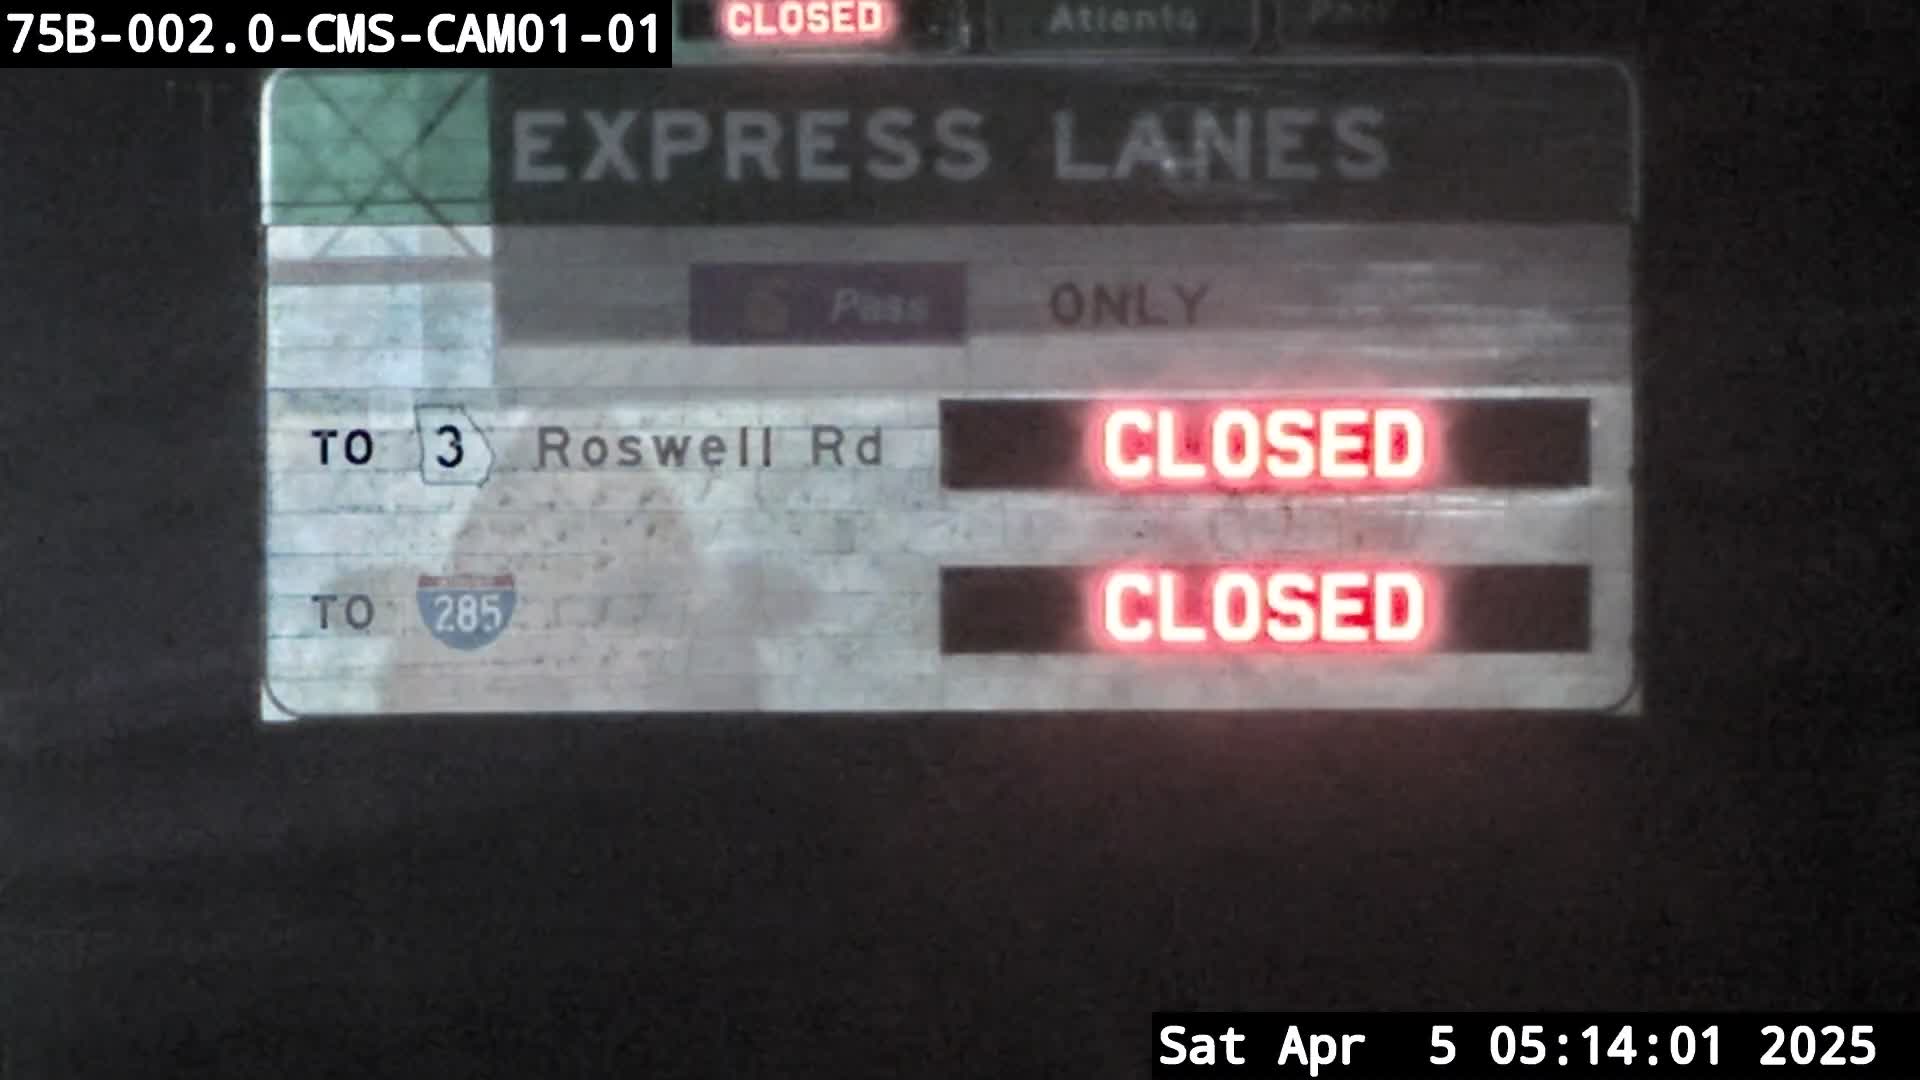 75B-002.0-CMS-CAM01-01
CLOSED
Atlanta
EXPRESS LANES
Pass ONLY
TO 3 Roswell Rd CLOSED
TO 285 CLOSED
Sat Apr 5 05:14:01 2025